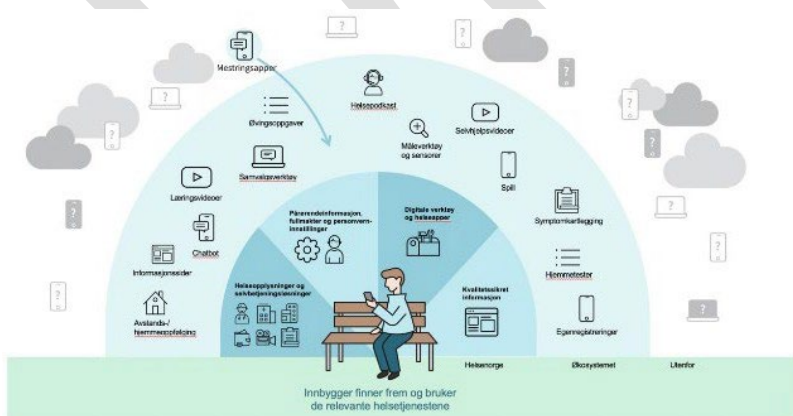 Mestringsapper
Helsepodkast
Øvingsoppgaver
Selvhjelpsvideoer
Måleverktøy
og sensorer
Samvalgsverktøy
Læringsvideoer
Spill
Symptomkartlegging
Pårørendeinformasjon,
fullmakter og personvern-
innstillinger
Digitale verktøy
og helseapper
Chatbot
Informasjonssider
Hjemmetester
Helseopplysninger og
selvbetjeningsløsninger
Kvalitetssikret
informasjon
Avstands-/
hjemmeoppfølging
Egenregistreringer
Helsenorge
Økosystemet
Utenfor
Innbygger finner frem og bruker
de relevante helsetjenestene